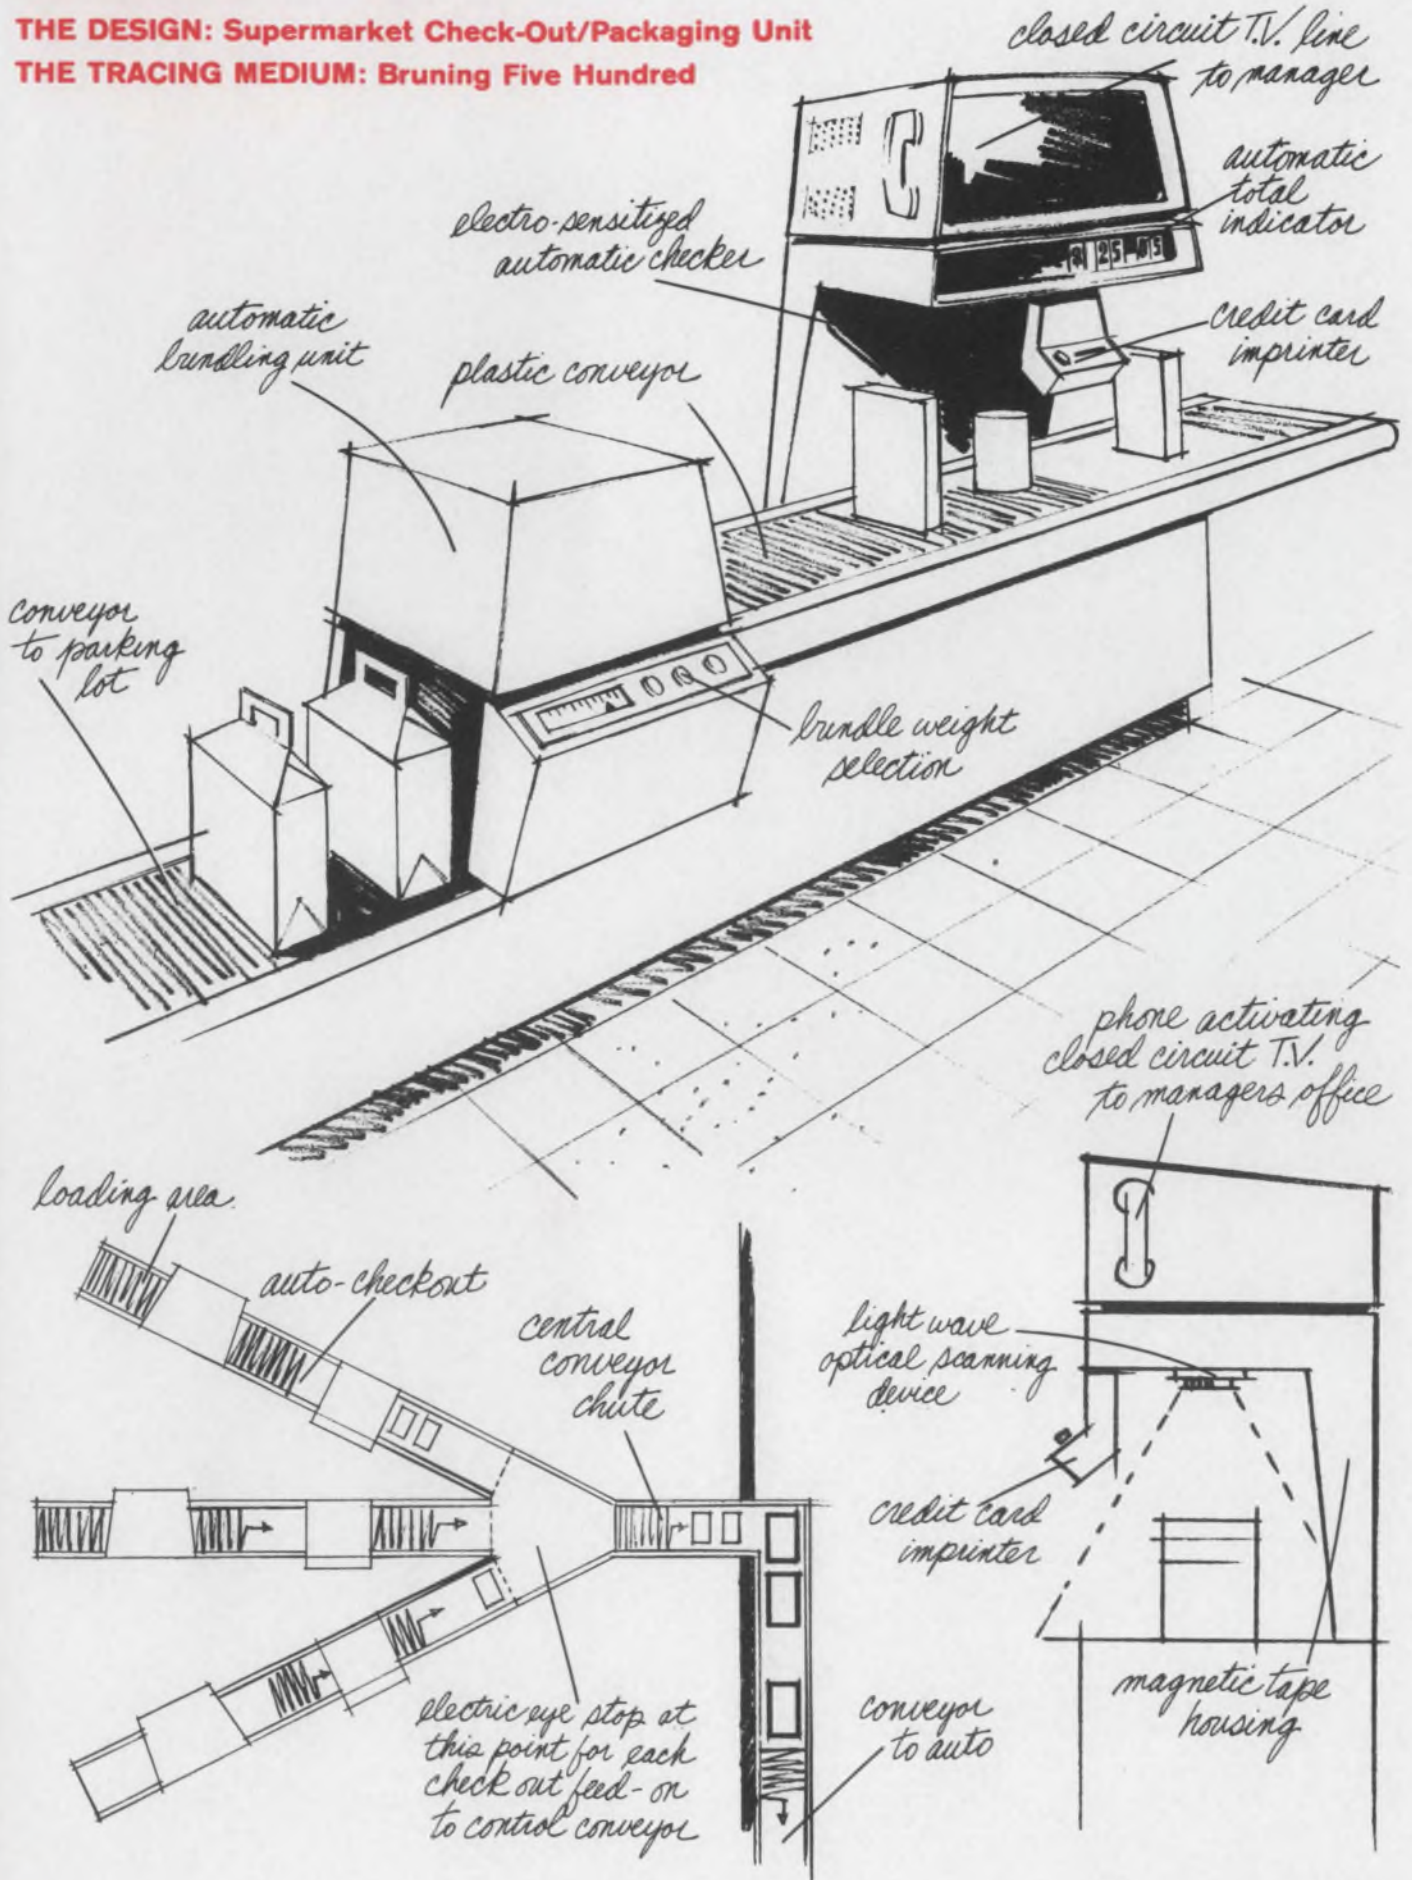 THE DESIGN: Supermarket Check-Out/Packaging Unit
THE TRACING MEDIUM: Bruning Five Hundred
closed circuit T.V. line
to manager
automatic
total
indicator
electro-sensitized
automatic checker
8 25 05
credit card
imprinter
automatic
bundling unit
plastic conveyor
conveyor
to parking
lot
bundle weight
selection
phone activating
closed circuit T.V.
to managers office
loading area
auto-checkout
central
conveyor
chute
light wave
optical scanning
device
credit card
imprinter
electric eye stop at
this point for each
check out feed-on
to control conveyor
conveyor
to auto
magnetic tape
housing